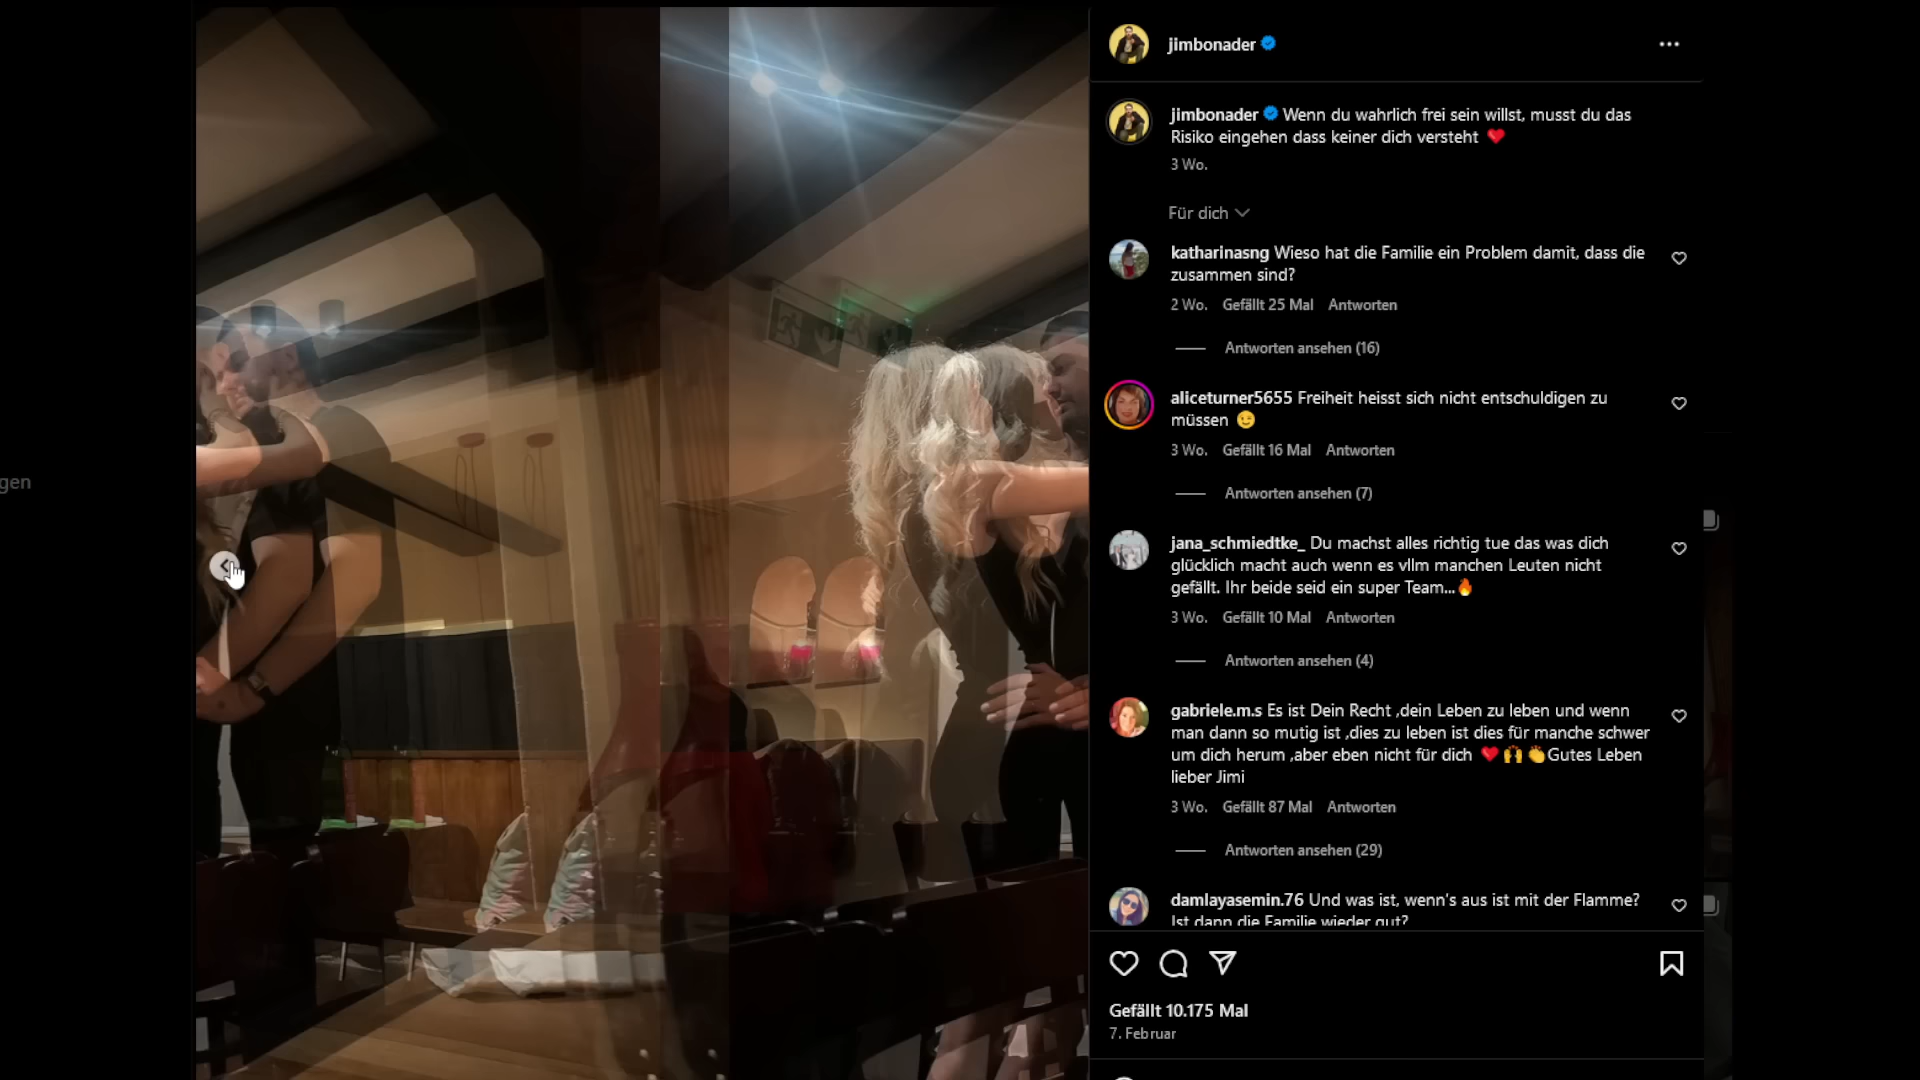 jimbonader
jimbonader Wenn du wahrlich frei sein willst, musst du das
Risiko eingehen dass keiner dich versteht ❤️
3 Wo.
Für dich
katharinasng Wieso hat die Familie ein Problem damit, dass die
zusammen sind?
2 Wo. Gefällt 25 Mal Antworten
Antworten ansehen (16)
aliceturner5655 Freiheit heisst sich nicht entschuldigen zu
müssen 😉
3 Wo. Gefällt 16 Mal Antworten
Antworten ansehen (7)
jana_schmiedtke_ Du machst alles richtig tue das was dich
glücklich macht auch wenn es vllm manchen Leuten nicht
gefällt. Ihr beide seid ein super Team...🔥
3 Wo. Gefällt 10 Mal Antworten
Antworten ansehen (4)
gabriele.m.s Es ist Dein Recht ,dein Leben zu leben und wenn
man dann so mutig ist ,dies zu leben ist dies für manche schwer
um dich herum ,aber eben nicht für dich ❤️🙌👏Gutes Leben
lieber Jimi
3 Wo. Gefällt 87 Mal Antworten
Antworten ansehen (29)
damlayasemin.76 Und was ist, wenn's aus ist mit der Flamme?
Ist dann die Familie wieder gut?
Gefällt 10.175 Mal
7. Februar
gen